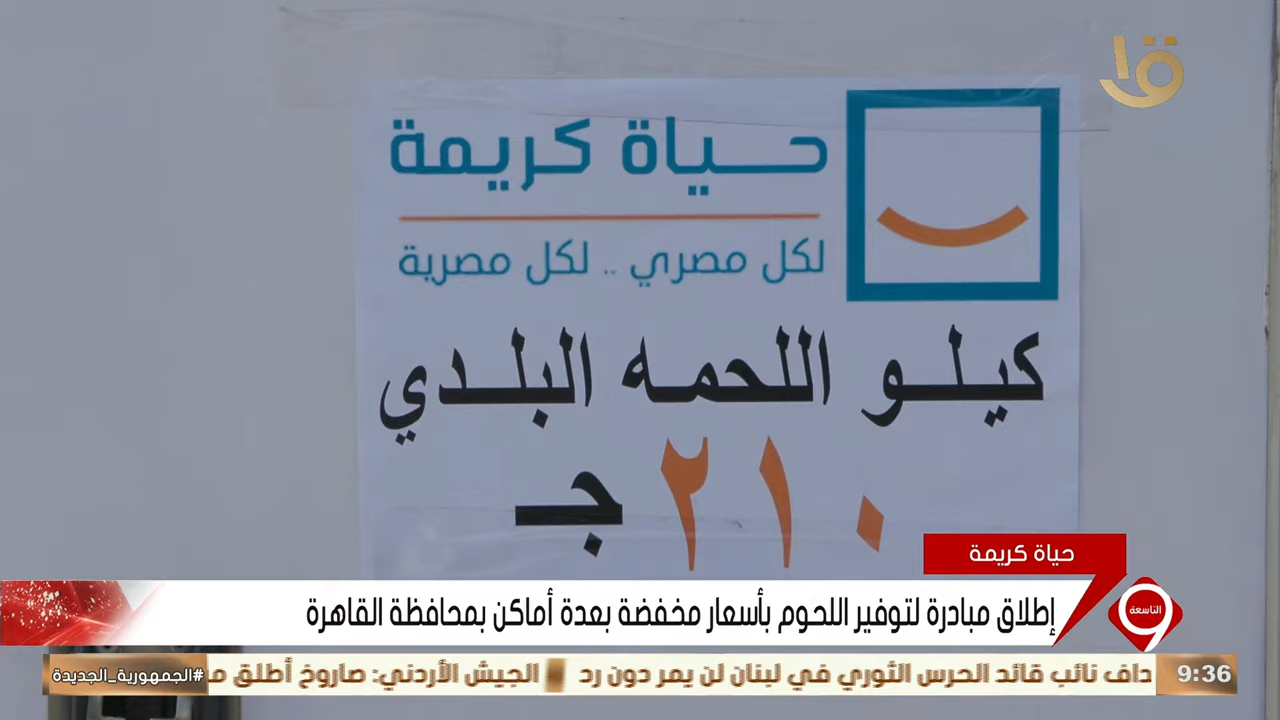 حياة كريمة
لكل مصري .. لكل مصرية
كيلو اللحمه البلدي
٢١٠ جـ
حياة كريمة
التاسعة
إطلاق مبادرة لتوفير اللحوم بأسعار مخفضة بعدة أماكن بمحافظة القاهرة
9:36
داف نائب قائد الحرس الثوري في لبنان لن يمر دون رد
الجيش الأردني: صاروخ أطلق مـ
#الجمهورية_الجديدة